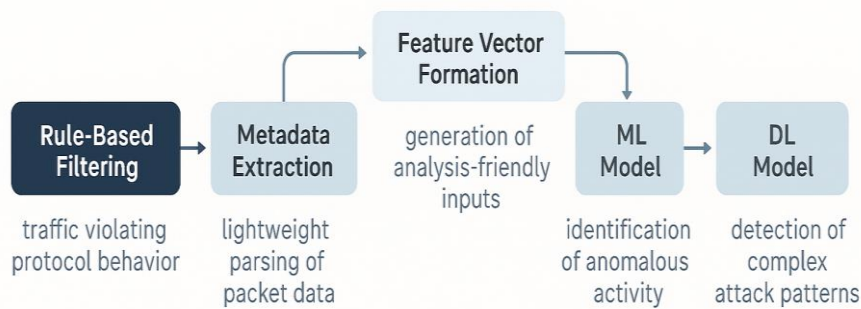 Feature Vector
Formation
Rule-Based
Filtering
Metadata
Extraction
ML
Model
DL
Model
generation of
analysis-friendly
inputs
traffic violating
protocol behavior
lightweight
parsing of
packet data
identification
of anomalous
activity
detection of
complex
attack patterns